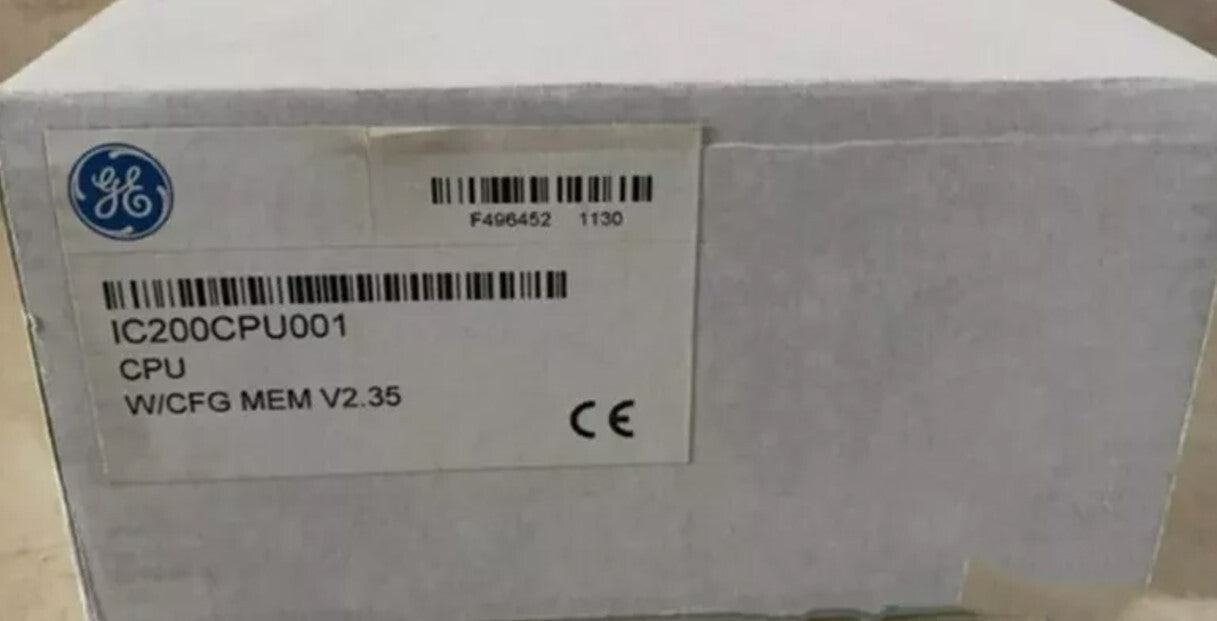 GE
F496452 1130
IC200CPU001
CPU
W/CFG MEM V2.35
CE